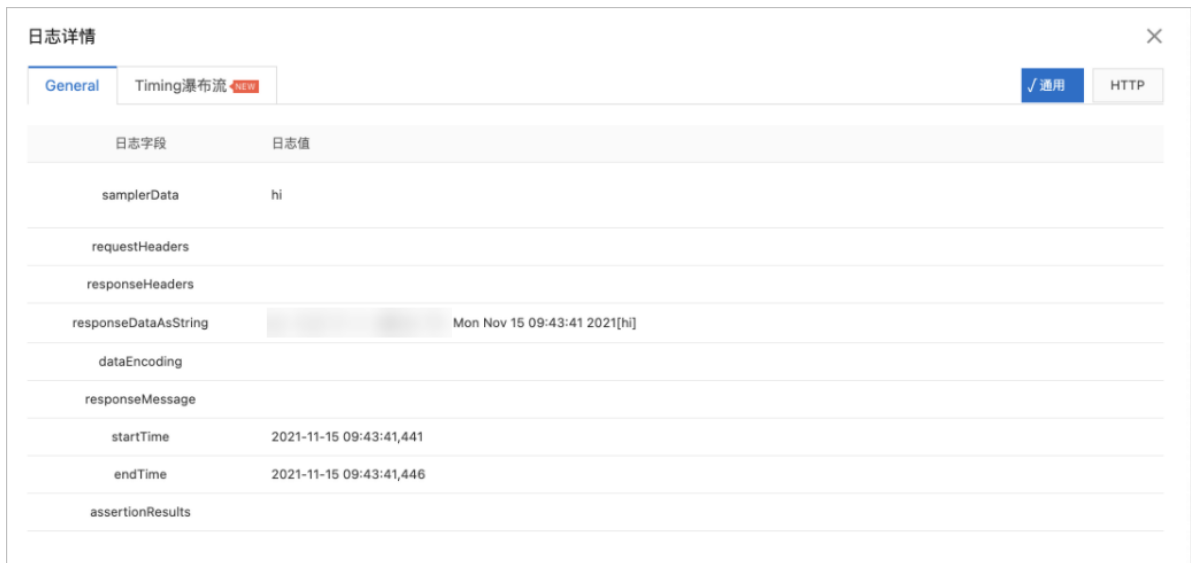 日志详情
General Timing瀑布流 NEW √通用 HTTP
日志字段 日志值
samplerData hi
requestHeaders
responseHeaders
responseDataAsString Mon Nov 15 09:43:41 2021[hi]
dataEncoding
responseMessage
startTime 2021-11-15 09:43:41,441
endTime 2021-11-15 09:43:41,446
assertionResults